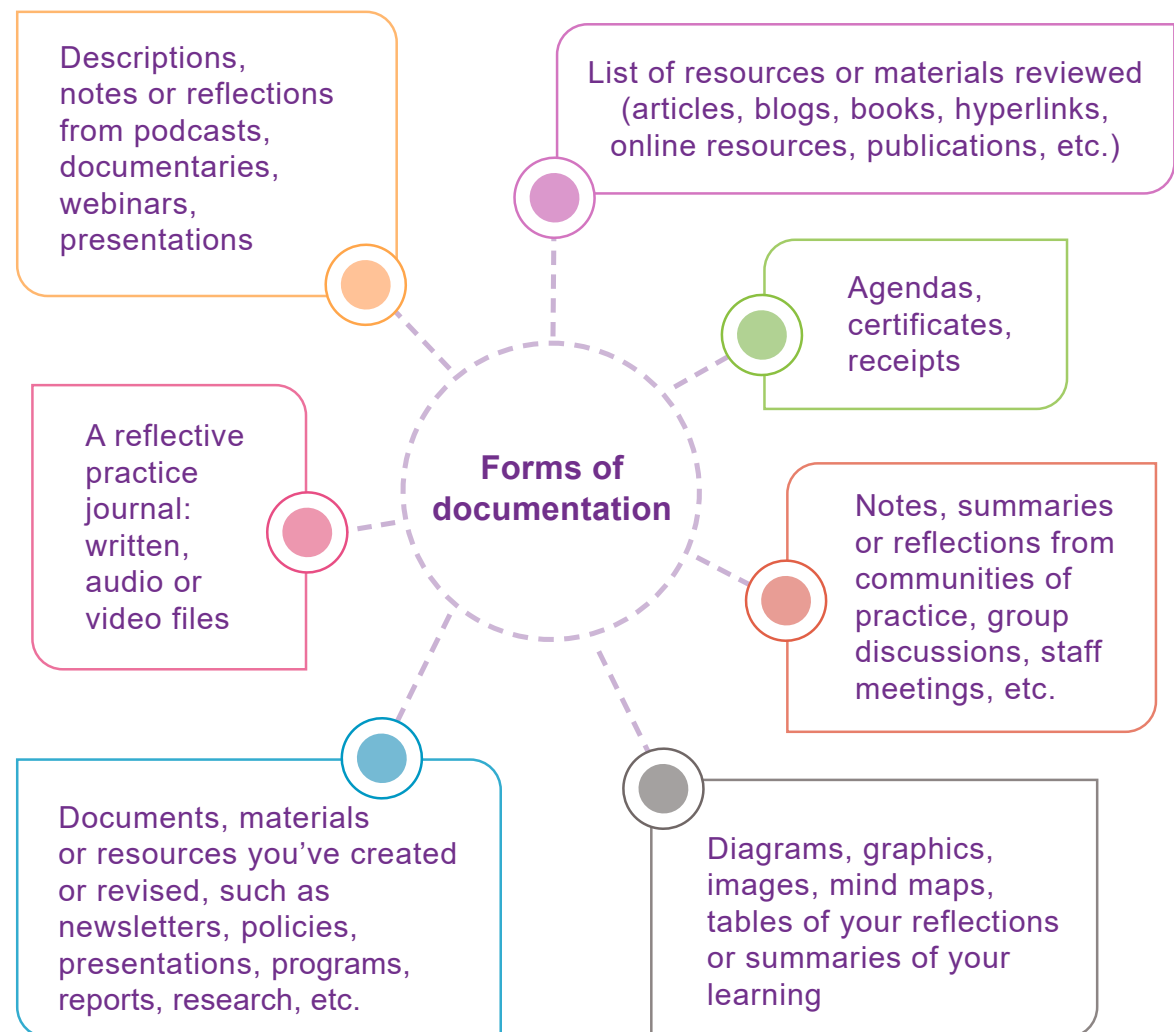 Descriptions,
notes or reflections
from podcasts,
documentaries,
webinars,
presentations
List of resources or materials reviewed
(articles, blogs, books, hyperlinks,
online resources, publications, etc.)
Agendas,
certificates,
receipts
A reflective
practice
journal:
written,
audio or
video files
Forms of
documentation
Notes, summaries
or reflections from
communities of
practice, group
discussions, staff
meetings, etc.
Documents, materials
or resources you’ve created
or revised, such as
newsletters, policies,
presentations, programs,
reports, research, etc.
Diagrams, graphics,
images, mind maps,
tables of your reflections
or summaries of your
learning